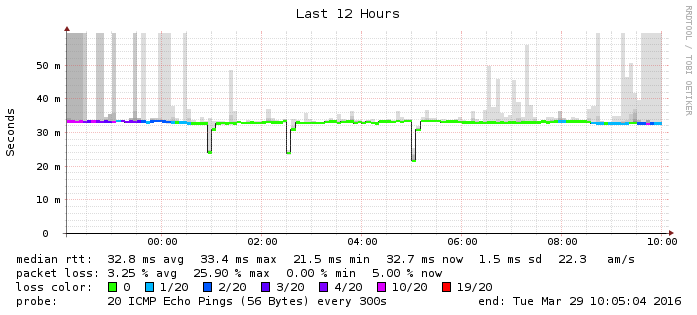 Last 12 Hours
RRDTOOL / TOBI OETIKER
Seconds
50 m
40 m
30 m
20 m
10 m
0
00:00 02:00 04:00 06:00 08:00 10:00
median rtt: 32.8 ms avg 33.4 ms max 21.5 ms min 32.7 ms now 1.5 ms sd 22.3 am/s
packet loss: 3.25 % avg 25.90 % max 0.00 % min 5.00 % now
loss color: 0 1/20 2/20 3/20 4/20 10/20 19/20
probe: 20 ICMP Echo Pings (56 Bytes) every 300s end: Tue Mar 29 10:05:04 2016